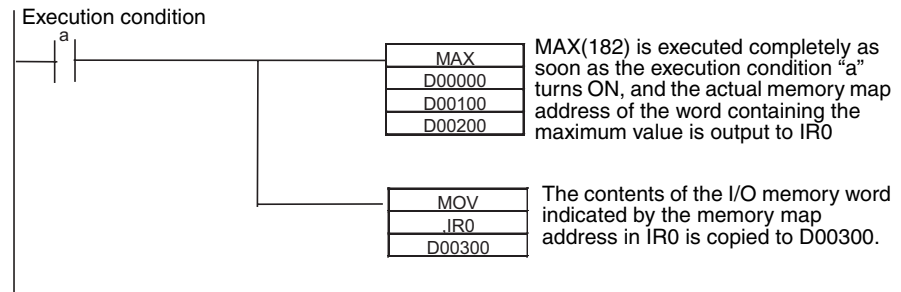 Execution condition
a
MAX
D00000
D00100
D00200
MAX(182) is executed completely as
soon as the execution condition “a”
turns ON, and the actual memory map
address of the word containing the
maximum value is output to IR0
MOV
,IR0
D00300
The contents of the I/O memory word
indicated by the memory map
address in IR0 is copied to D00300.